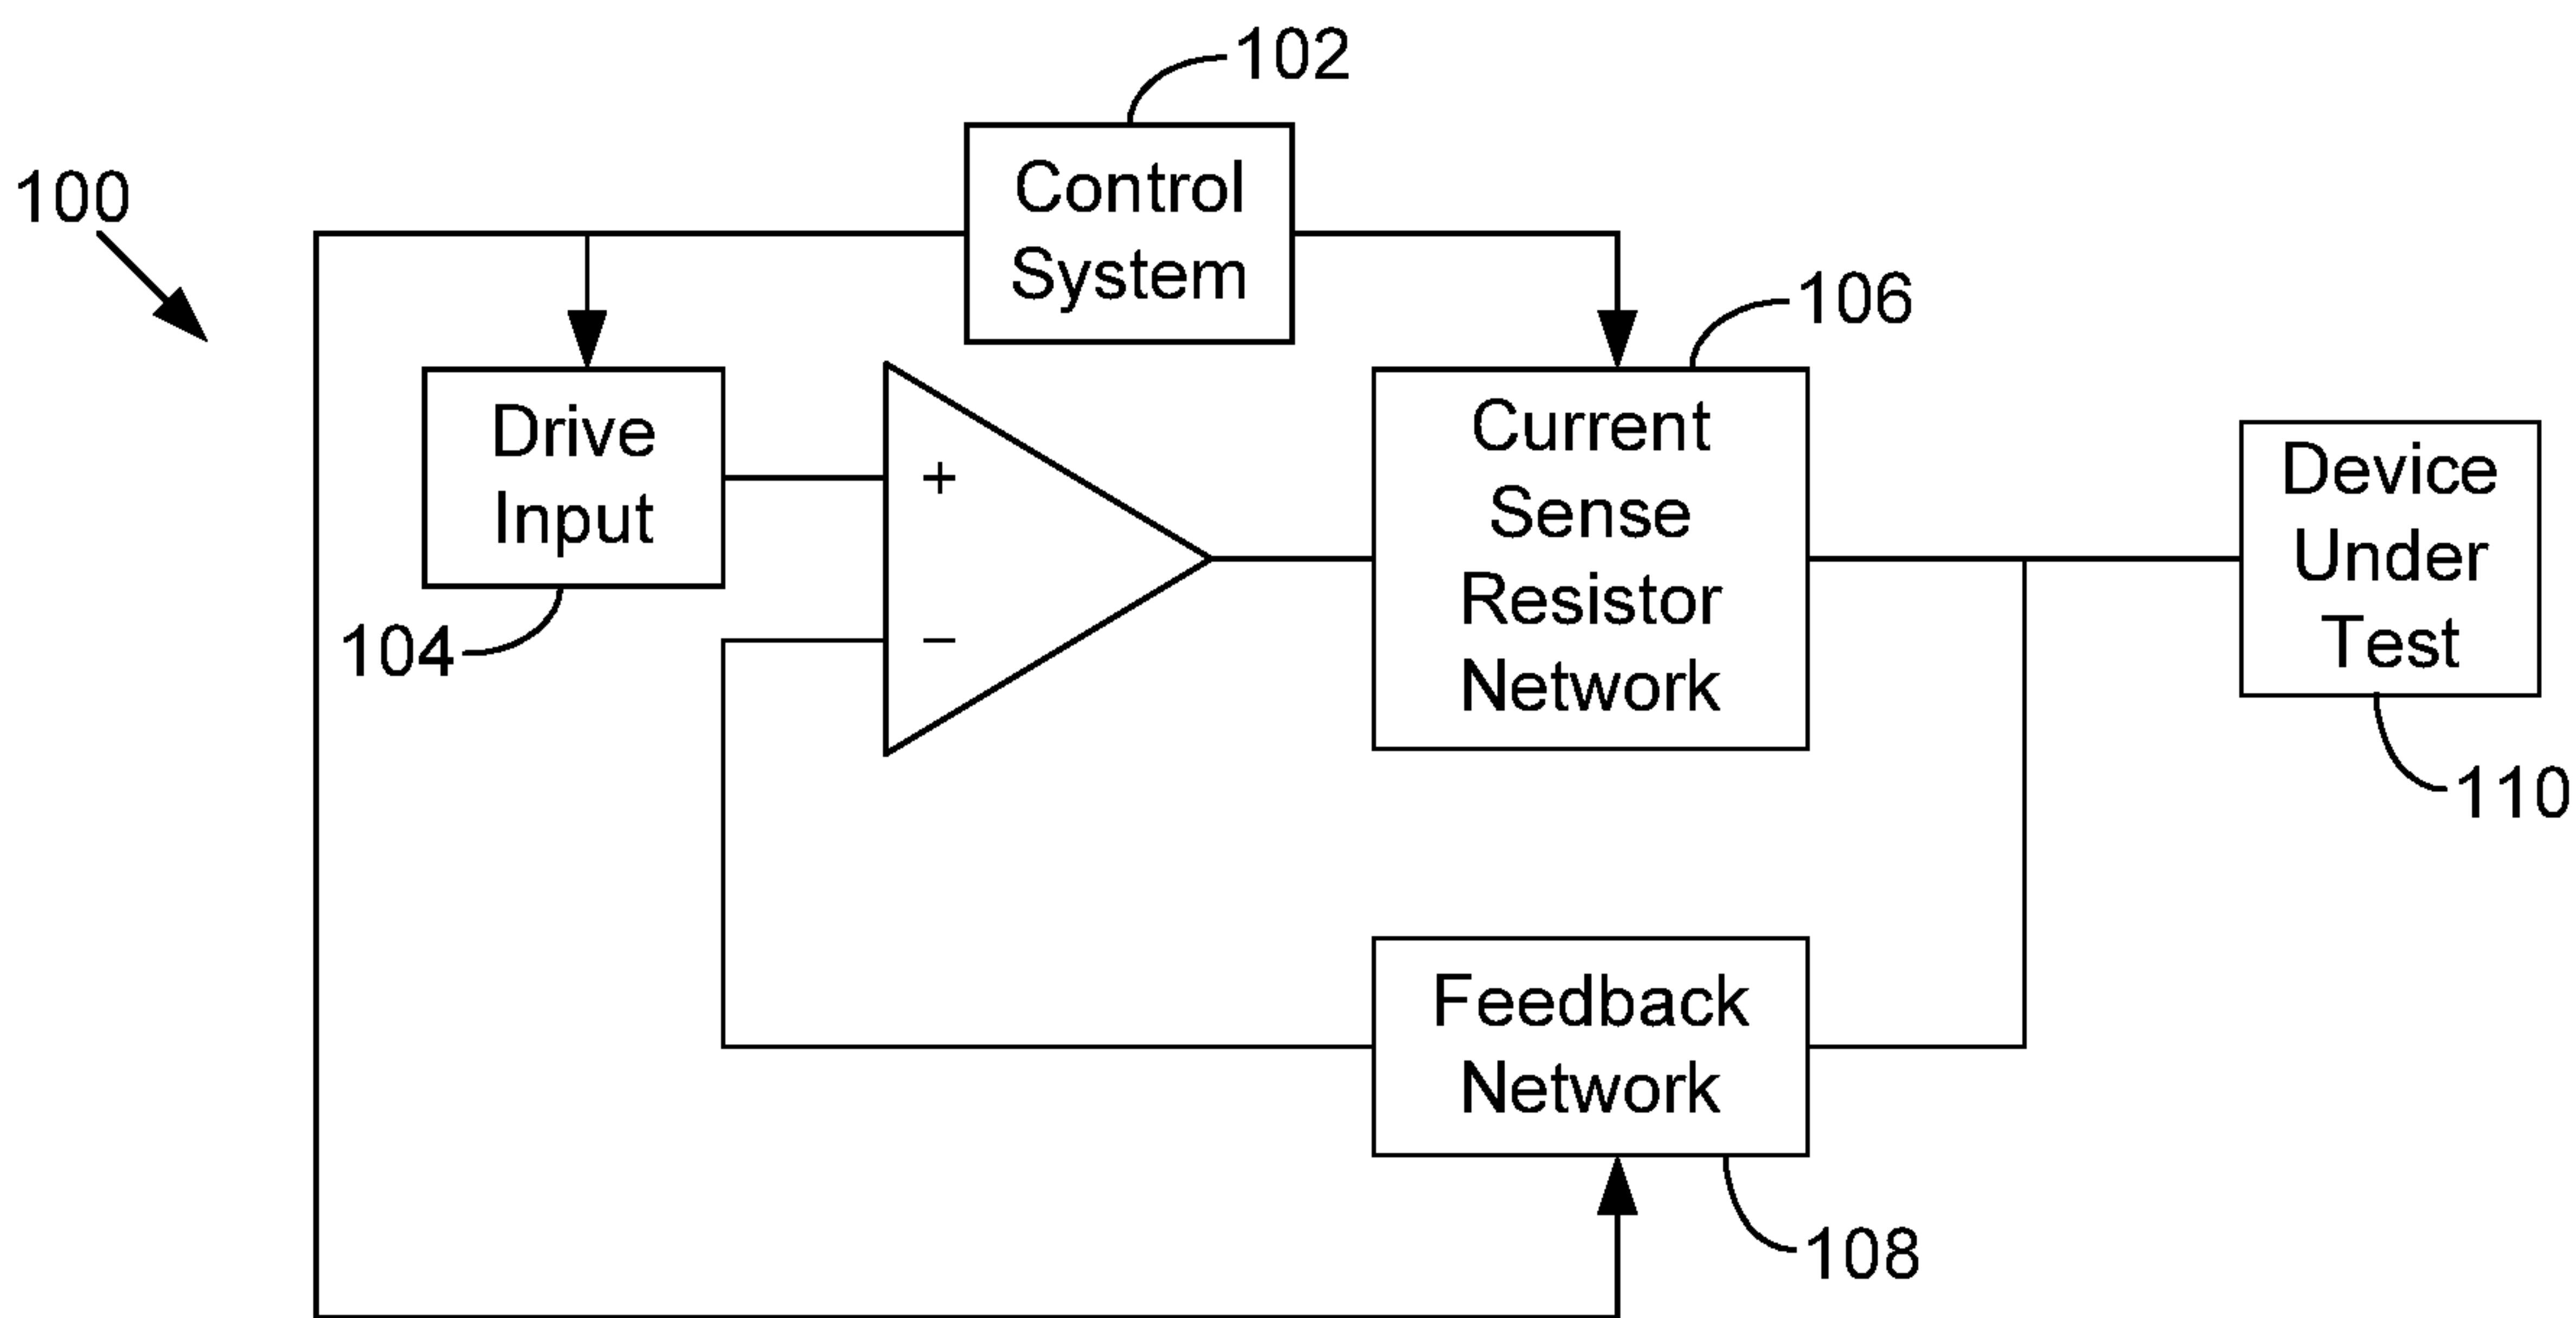 102
100
Control
System
106
Drive
Input
104
+
−
Current
Sense
Resistor
Network
Device
Under
Test
110
Feedback
Network
108